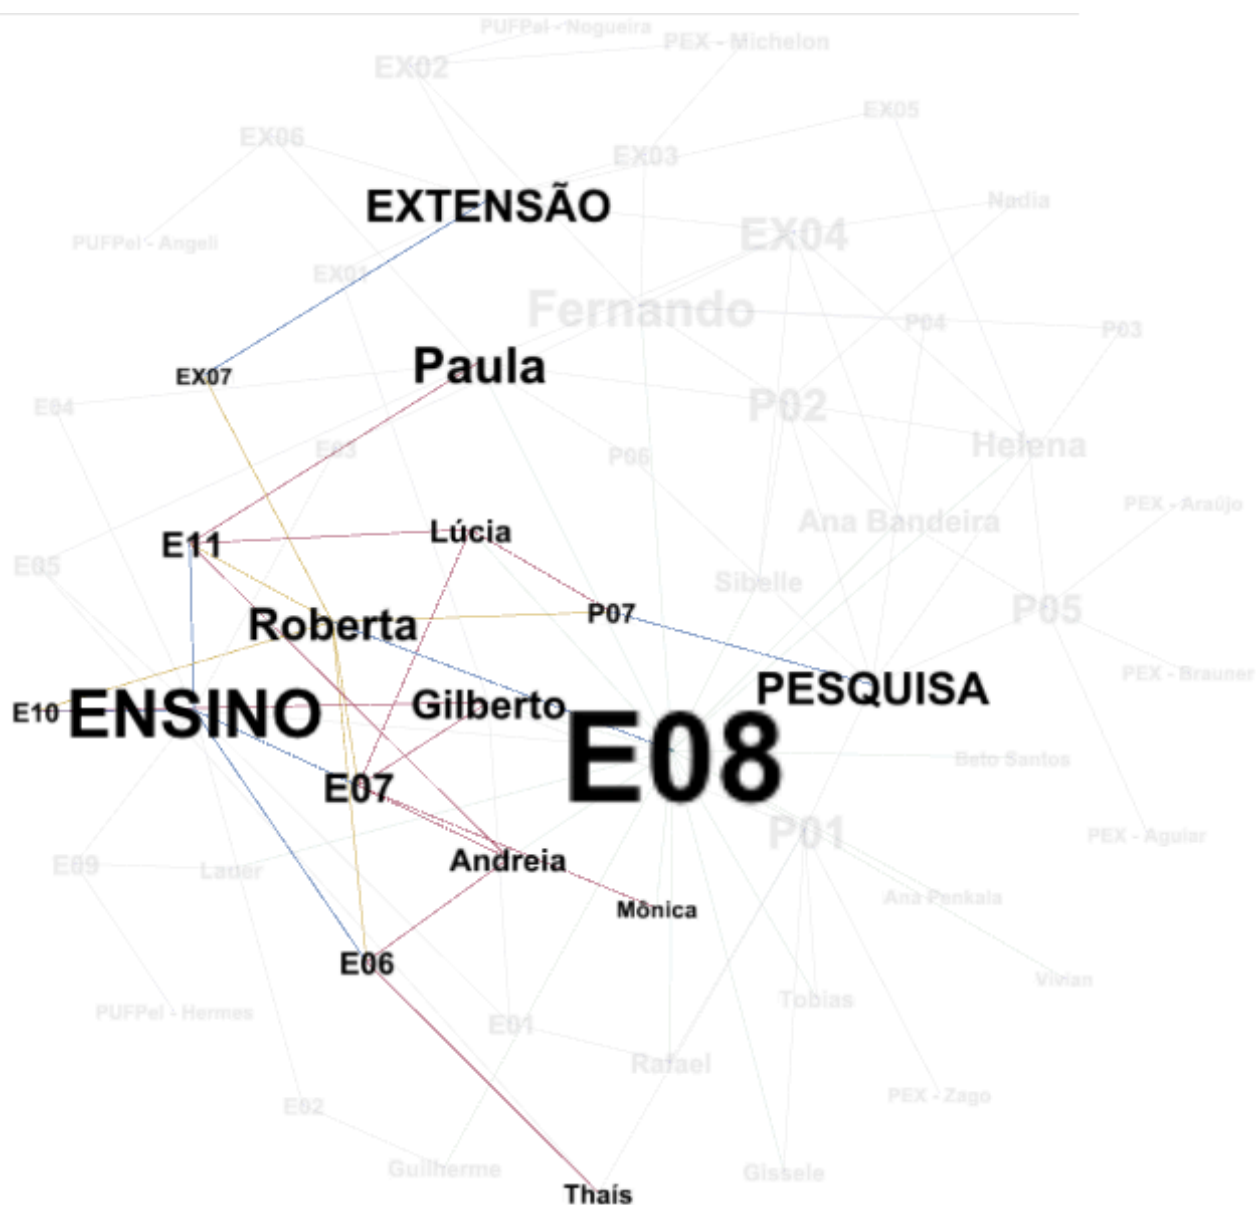 PUFPel - Nogueira
PEX - Michelon
EX02
EX05
EX06
EX03
Nadia
EXTENSÃO
EX04
PUFPel - Angeli
EX01
Fernando
P04
P03
Paula
EX07
E04
P02
Helena
E03
P06
PEX - Araújo
Ana Bandeira
Lúcia
E11
E05
Sibelle
P05
P07
Roberta
PEX - Brauner
PESQUISA
Gilberto
E10
ENSINO
E08
Beto Santos
E07
P01
PEX - Aguiar
Andreia
E09
Lauer
Ana Penkala
Mônica
E06
Vivian
Tobias
PUFPel - Hermes
E01
Rafael
PEX - Zago
E02
Guilherme
Gissele
Thaís